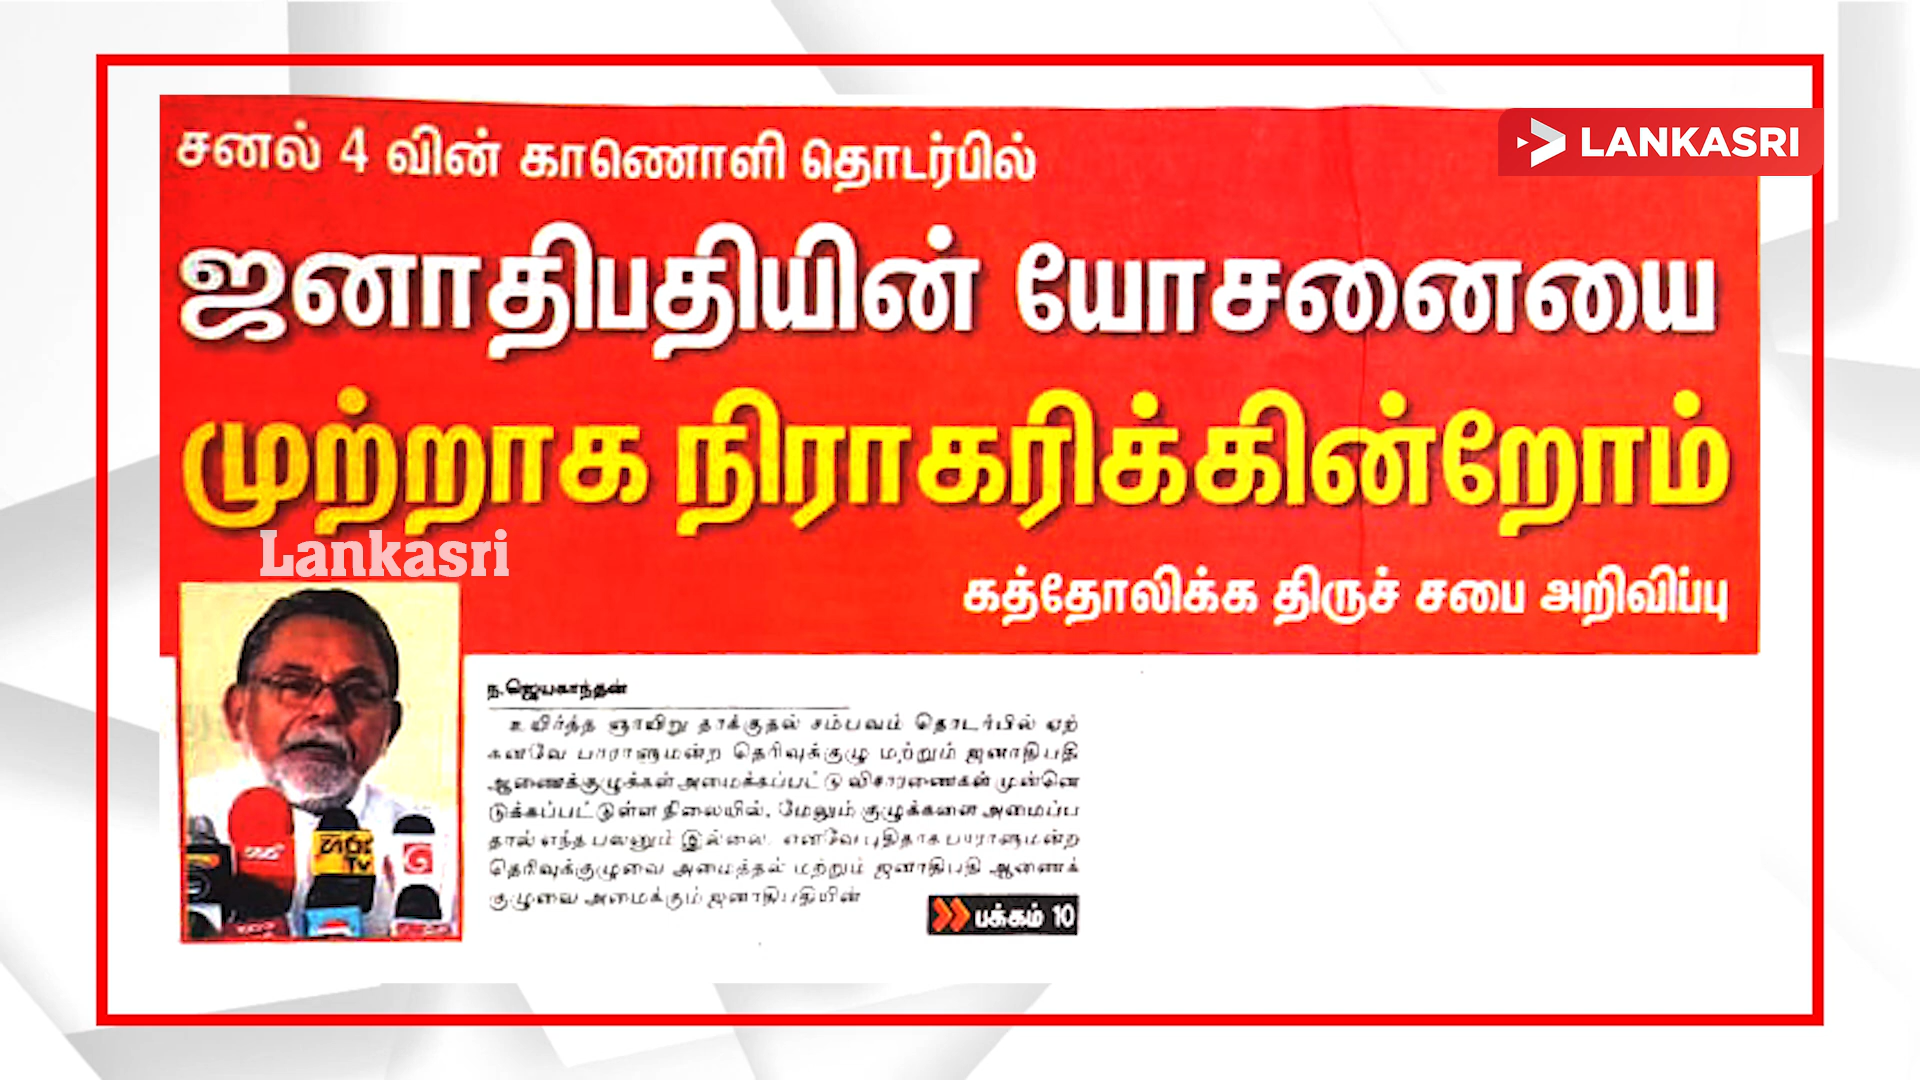 LANKASRI
சனல் 4 வின் காணொளி தொடர்பில்
ஜனாதிபதியின் யோசனையை
முற்றாக நிராகரிக்கின்றோம்
Lankasri
கத்தோலிக்க திருச் சபை அறிவிப்பு
ந.ஜெயகாந்தன்
உயிர்த்த ஞாயிறு தாக்குதல் சம்பவம் தொடர்பில் ஏற்
கனவே பாராளுமன்ற தெரிவுக்குழு மற்றும் ஜனாதிபதி
ஆணைக்குழுக்கள் அமைக்கப்பட்டு விசாரணைகள் முன்னெ
டுக்கப்பட்டுள்ள நிலையில், மேலும் குழுக்களை அமைப்ப
தால் எந்த பலனும் இல்லை. எனவே புதிதாக பாராளுமன்ற
தெரிவுக்குழுவை அமைத்தல் மற்றும் ஜனாதிபதி ஆணைக்
குழுவை அமைக்கும் ஜனாதிபதியின்
பக்கம் 10
TV